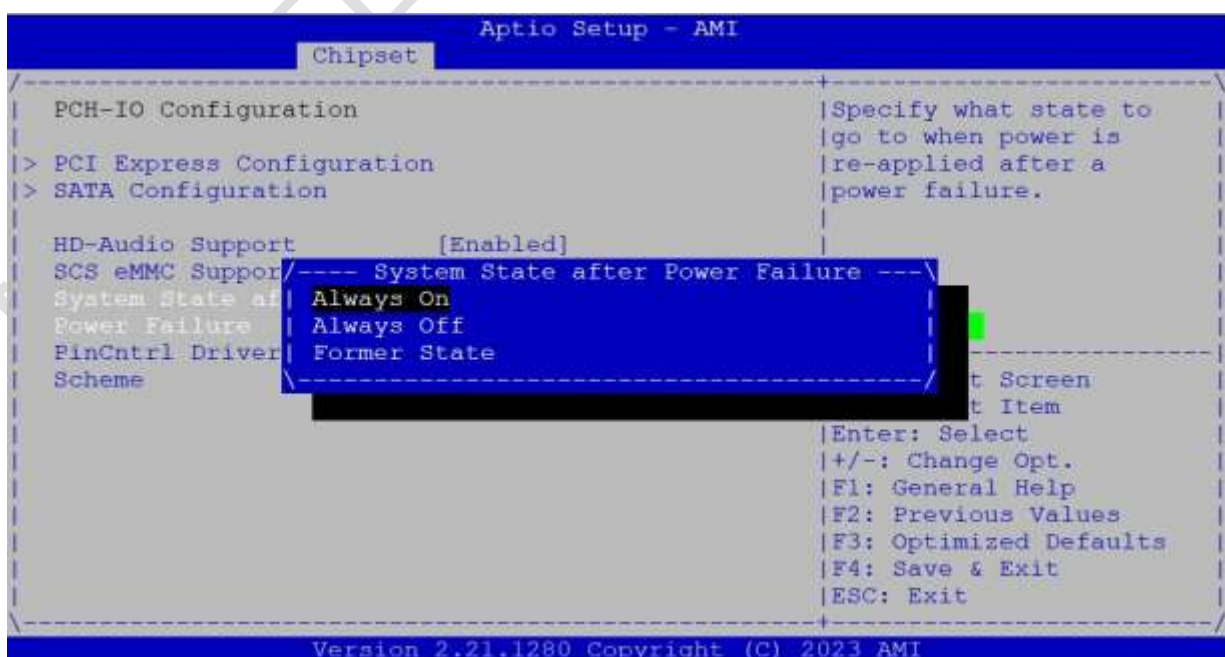 Aptio Setup - AMI
Chipset
PCH-IO Configuration
> PCI Express Configuration
> SATA Configuration
HD-Audio Support [Enabled]
SCS eMMC Suppor
System State af
Power Failure
PinCntrl Driver
Scheme
---- System State after Power Failure ---
Always On
Always Off
Former State
Specify what state to
go to when power is
re-applied after a
power failure.
t Screen
t Item
Enter: Select
+/-: Change Opt.
F1: General Help
F2: Previous Values
F3: Optimized Defaults
F4: Save & Exit
ESC: Exit
Version 2.21.1280 Copyright (C) 2023 AMI